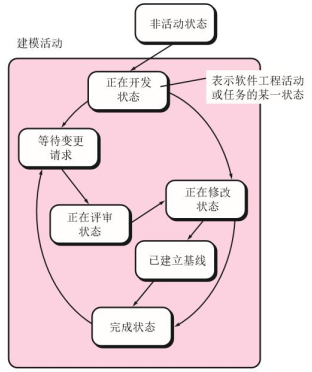 非活动状态
建模活动
正在开发
状态
表示软件工程活动
或任务的某一状态
等待变更
请求
正在修改
状态
正在评审
状态
已建立基线
完成状态